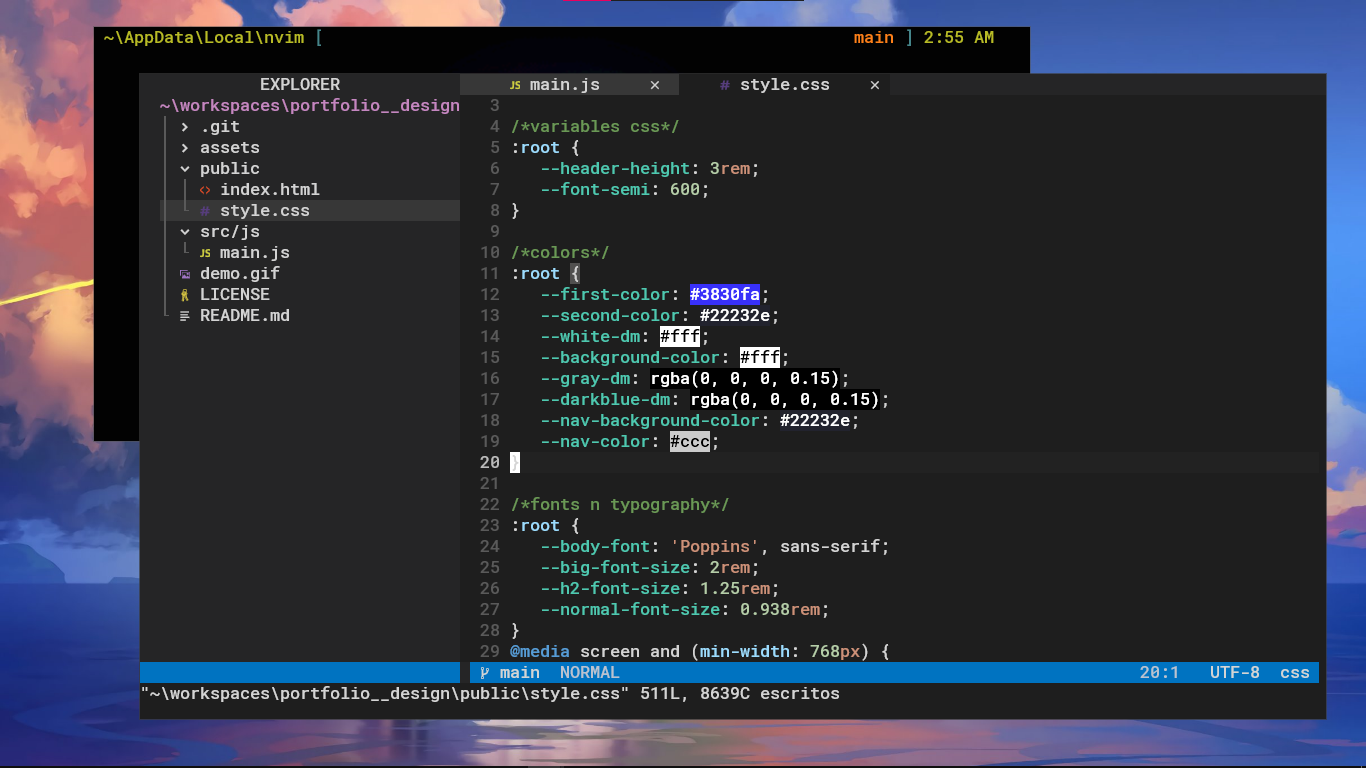 ~\AppData\Local\nvim [ main ] 2:55 AM
EXPLORER
~\workspaces\portfolio__design
.git
assets
public
index.html
# style.css
src/js
JS main.js
demo.gif
LICENSE
README.md
JS main.js ×
# style.css ×
3
4 /*variables css*/
5 :root {
6 --header-height: 3rem;
7 --font-semi: 600;
8 }
9
10 /*colors*/
11 :root {
12 --first-color: #3830fa;
13 --second-color: #22232e;
14 --white-dm: #fff;
15 --background-color: #fff;
16 --gray-dm: rgba(0, 0, 0, 0.15);
17 --darkblue-dm: rgba(0, 0, 0, 0.15);
18 --nav-background-color: #22232e;
19 --nav-color: #ccc;
20 }
21
22 /*fonts n typography*/
23 :root {
24 --body-font: 'Poppins', sans-serif;
25 --big-font-size: 2rem;
26 --h2-font-size: 1.25rem;
27 --normal-font-size: 0.938rem;
28 }
29 @media screen and (min-width: 768px) {
main NORMAL 20:1 UTF-8 css
"~\workspaces\portfolio__design\public\style.css" 511L, 8639C escritos